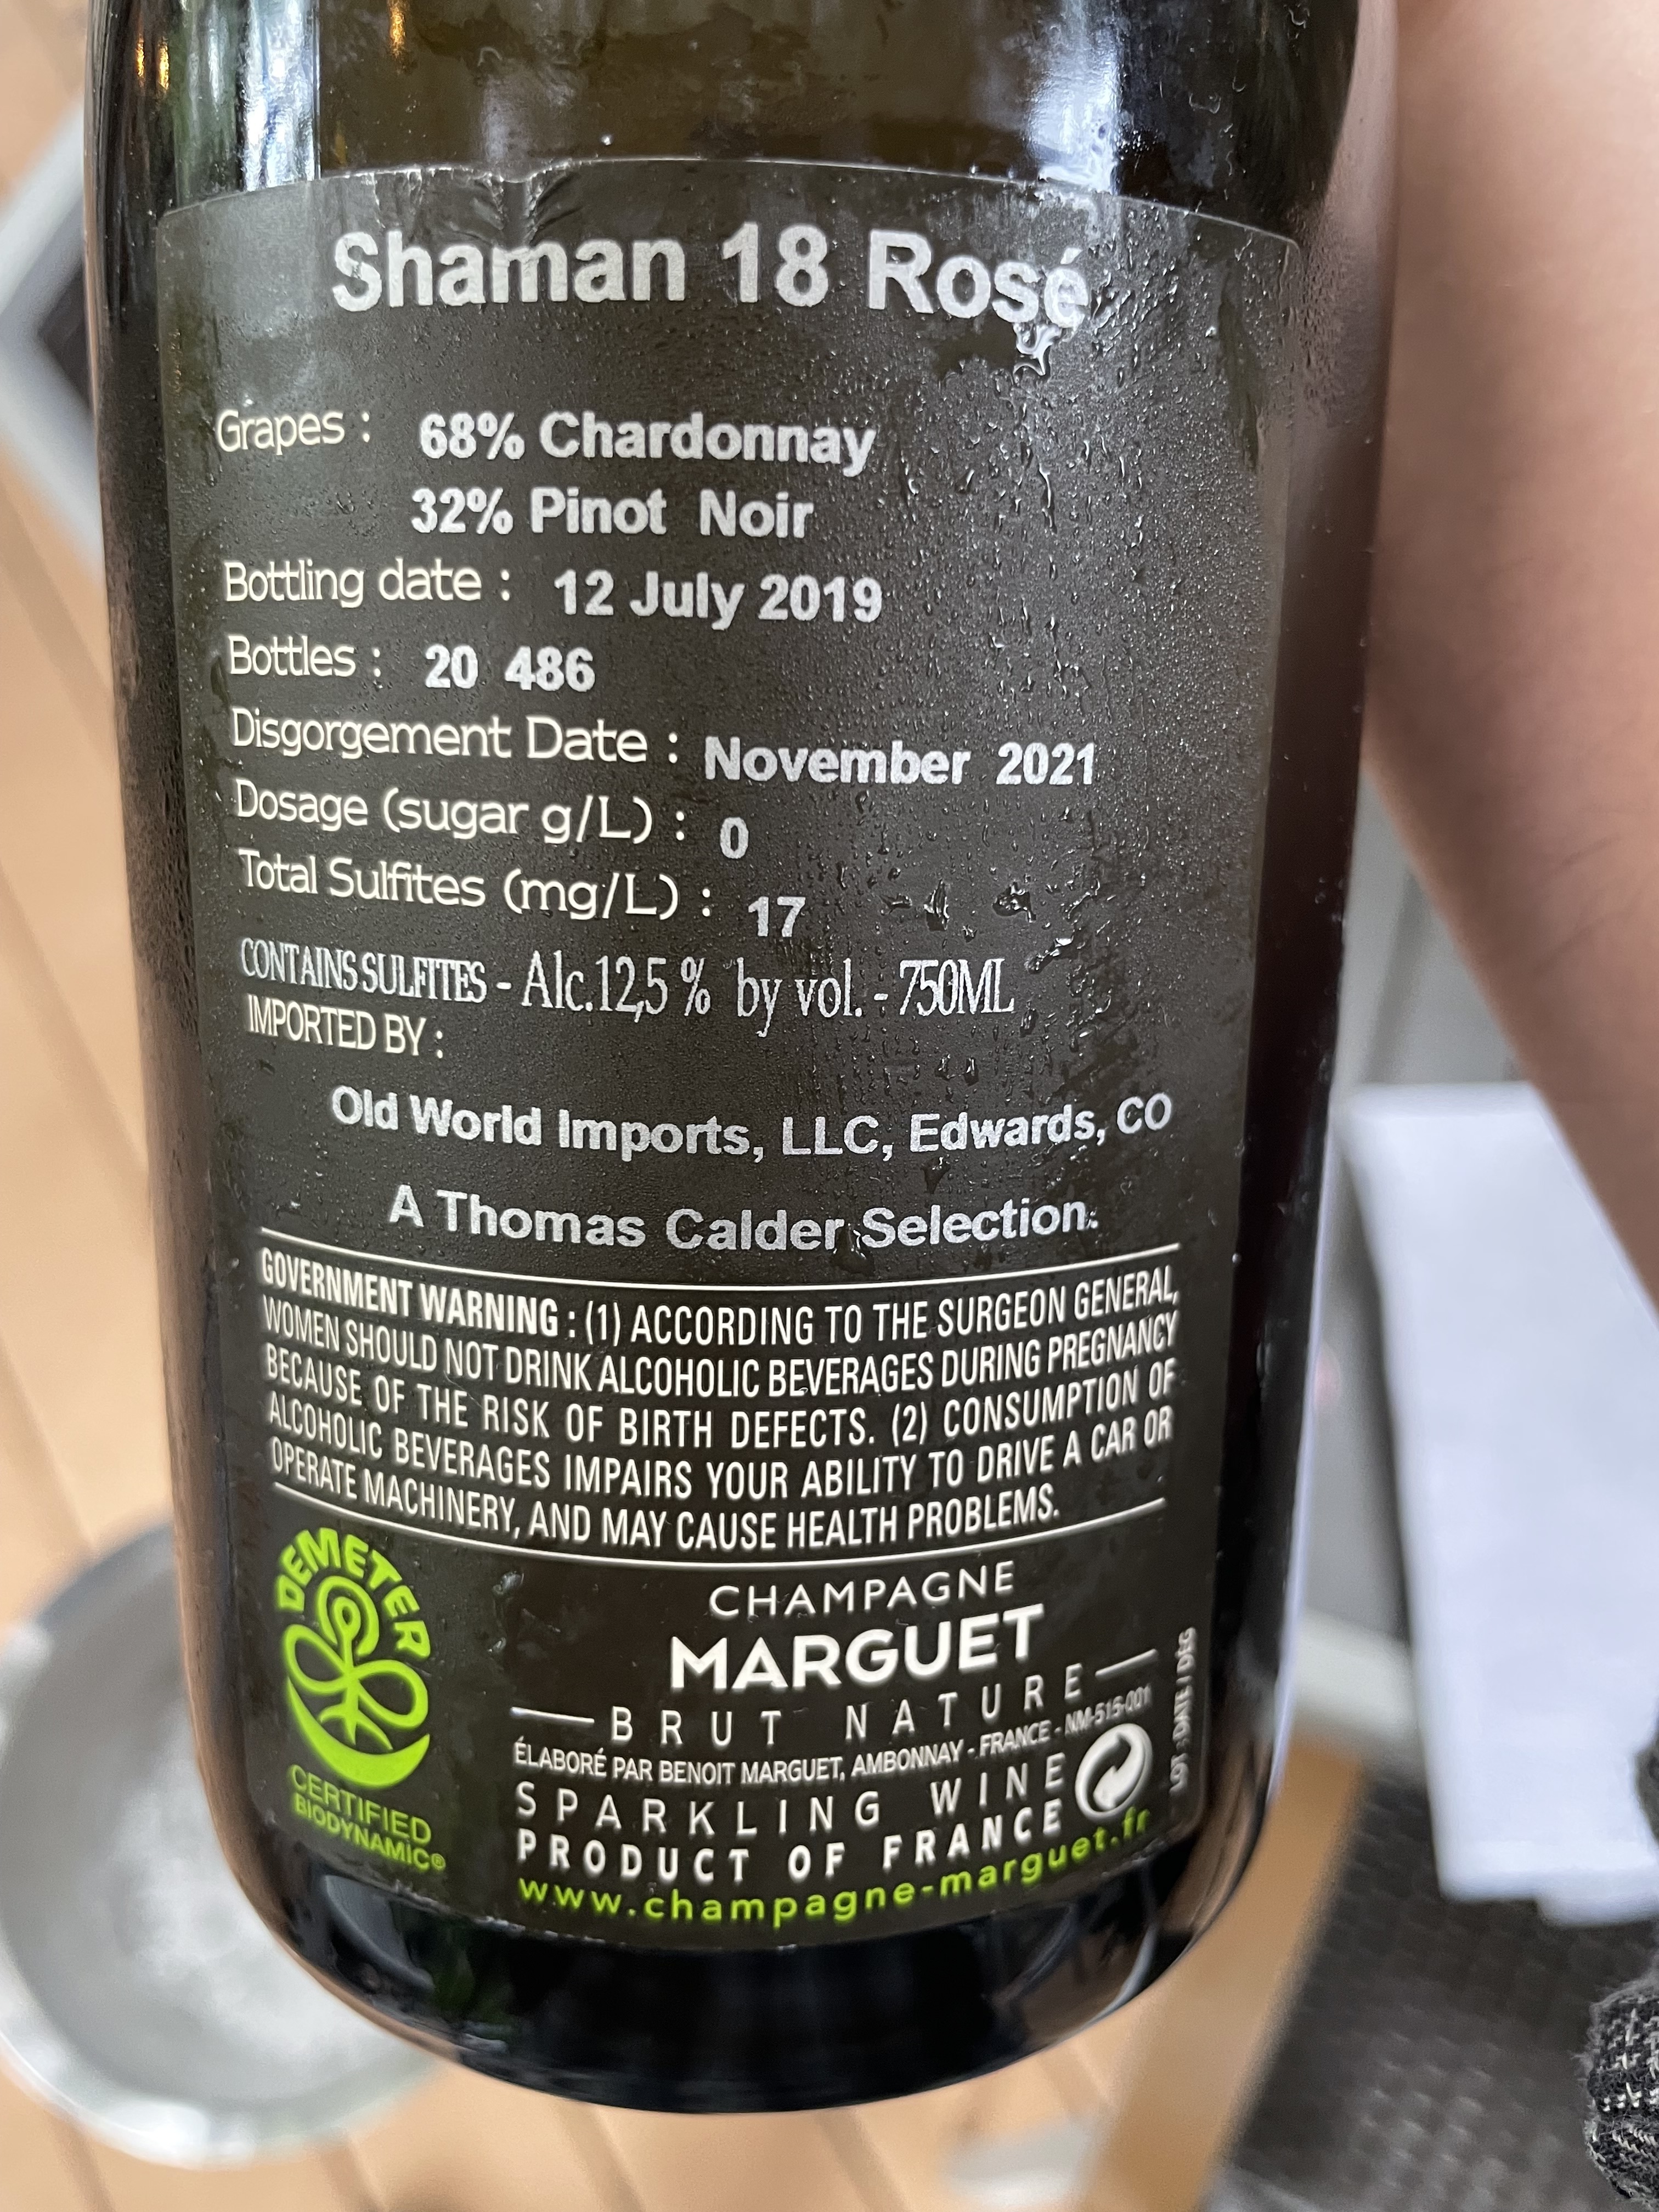 Shaman 18 Rosé
Grapes : 68% Chardonnay
32% Pinot Noir
Bottling date : 12 July 2019
Bottles : 20 486
Disgorgement Date : November 2021
Dosage (sugar g/L) : 0
Total Sulfites (mg/L) : 17
CONTAINS SULFITES - Alc.12,5 % by vol. - 750ML
IMPORTED BY :
Old World Imports, LLC, Edwards, CO
A Thomas Calder Selection.
GOVERNMENT WARNING : (1) ACCORDING TO THE SURGEON GENERAL,
WOMEN SHOULD NOT DRINK ALCOHOLIC BEVERAGES DURING PREGNANCY
BECAUSE OF THE RISK OF BIRTH DEFECTS. (2) CONSUMPTION OF
ALCOHOLIC BEVERAGES IMPAIRS YOUR ABILITY TO DRIVE A CAR OR
OPERATE MACHINERY, AND MAY CAUSE HEALTH PROBLEMS.
DEMETER
CERTIFIED
BIODYNAMIC®
CHAMPAGNE
MARGUET
BRUT NATURE
ÉLABORÉ PAR BENOIT MARGUET, AMBONNAY - FRANCE - NM-515-001
SPARKLING WINE
PRODUCT OF FRANCE
www.champagne-marguet.fr
LOT : DATE / DEG